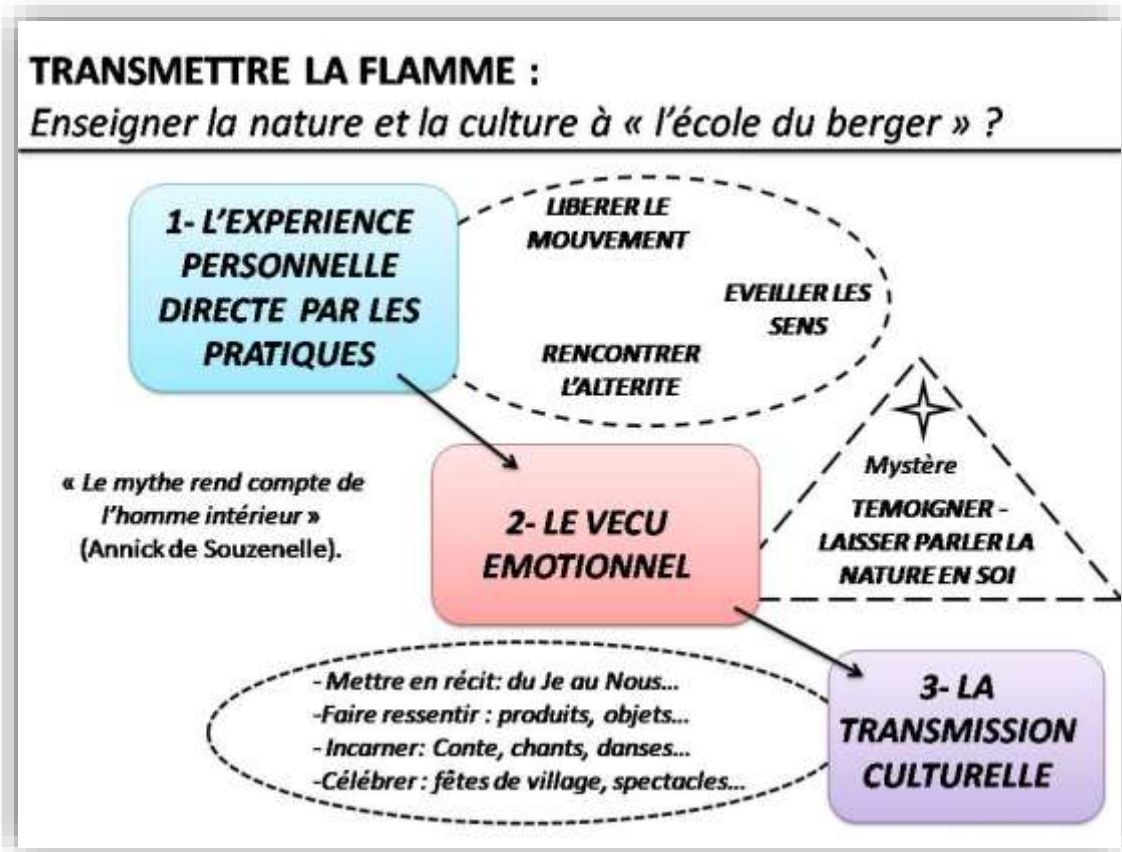 TRANSMETTRE LA FLAMME :
Enseigner la nature et la culture à « l'école du berger » ?
1- L'EXPERIENCE
PERSONNELLE
DIRECTE PAR LES
PRATIQUES
LIBERER LE
MOUVEMENT
EVEILLER LES
SENS
RENCONTRER
L'ALTERITE
« Le mythe rend compte de
l'homme intérieur »
(Annick de Souzenelle).
2- LE VECU
EMOTIONNEL
Mystère
TEMOIGNER -
LAISSER PARLER LA
NATURE EN SOI
- Mettre en récit: du Je au Nous...
-Faire ressentir : produits, objets...
- Incarner: Conte, chants, danses...
-Célébrer : fêtes de village, spectacles...
3- LA
TRANSMISSION
CULTURELLE